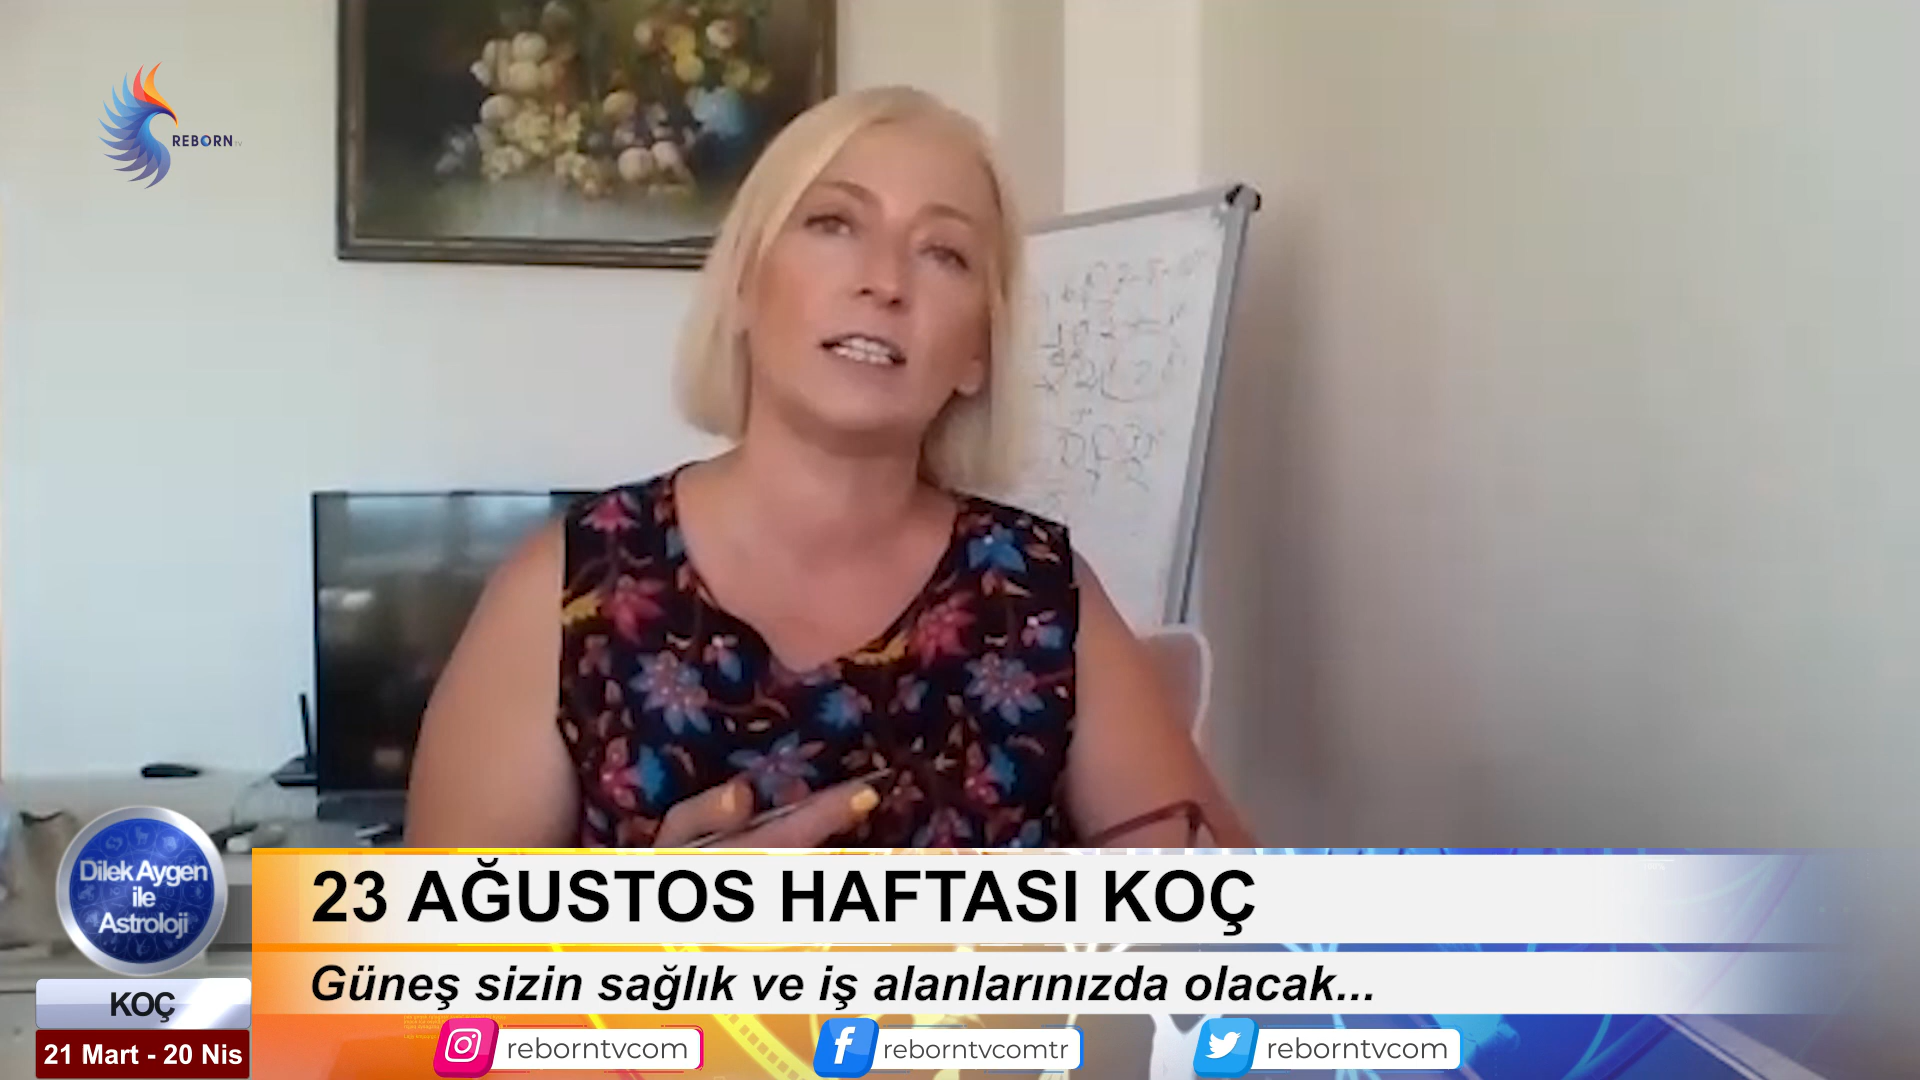 REBORN TV
Dilek Aygen
ile
Astroloji
23 AĞUSTOS HAFTASI KOÇ
Güneş sizin sağlık ve iş alanlarınızda olacak...
KOÇ
21 Mart - 20 Nis
reborntvcom
reborntvcomtr
reborntvcom